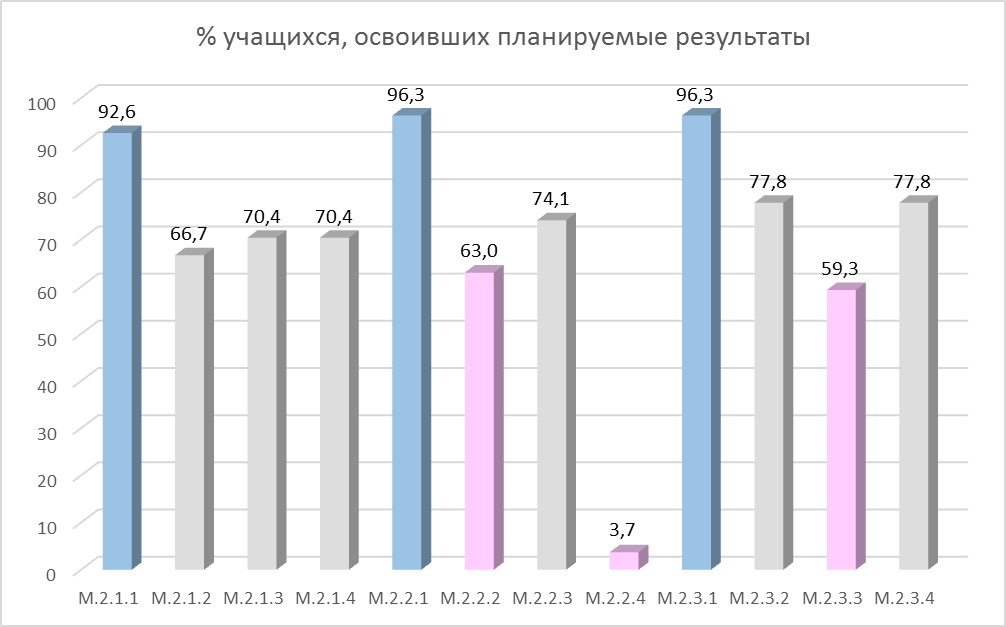 % учащихся, освоивших планируемые результаты
100
90
80
70
60
50
40
30
20
10
0
92,6
66,7
70,4
70,4
96,3
63,0
74,1
3,7
96,3
77,8
59,3
77,8
М.2.1.1
М.2.1.2
М.2.1.3
М.2.1.4
М.2.2.1
М.2.2.2
М.2.2.3
М.2.2.4
М.2.3.1
М.2.3.2
М.2.3.3
М.2.3.4